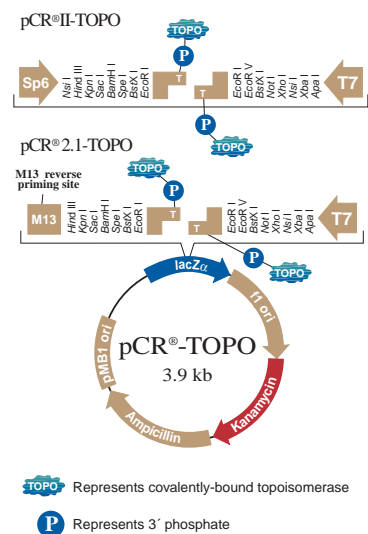 pCR®II-TOPO
TOPO
P
Sp6
Nsi I
Hind III
Kpn I
Sac I
BamH I
Spe I
BstX I
EcoR I
T
T
EcoR I
EcoR V
BstX I
Not I
Xho I
Nsi I
Xba I
Apa I
T7
P
TOPO
pCR®2.1-TOPO
M13 reverse
priming site
TOPO
P
M13
Hind III
Kpn I
Sac I
BamH I
Spe I
BstX I
EcoR I
T
T
EcoR I
EcoR V
BstX I
Not I
Xho I
Nsi I
Xba I
Apa I
T7
P
TOPO
lacZα
f1 ori
Kanamycin
Ampicillin
pMB1 ori
pCR®-TOPO
3.9 kb
TOPO Represents covalently-bound topoisomerase
P Represents 3´ phosphate